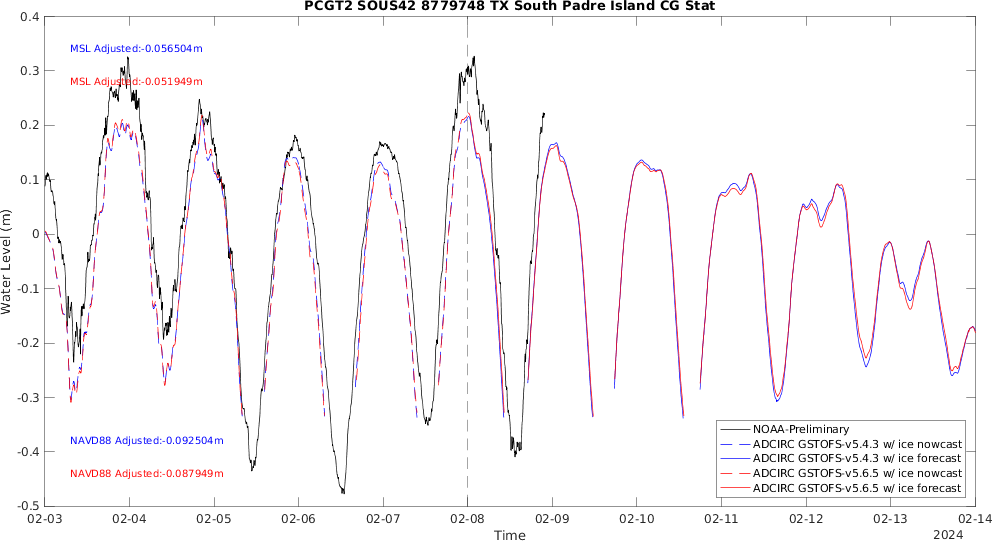 PCGT2 SOUS42 8779748 TX South Padre Island CG Stat
0.4
MSL Adjusted:-0.056504m
0.3
MSL Adjusted:-0.051949m
0.2
0.1
0
Water Level (m)
-0.1
-0.2
-0.3
NAVD88 Adjusted:-0.092504m
-0.4
NAVD88 Adjusted:-0.087949m
-0.5
NOAA-Preliminary
ADCIRC GSTOFS-v5.4.3 w/ ice nowcast
ADCIRC GSTOFS-v5.4.3 w/ ice forecast
ADCIRC GSTOFS-v5.6.5 w/ ice nowcast
ADCIRC GSTOFS-v5.6.5 w/ ice forecast
02-03 02-04 02-05 02-06 02-07 02-08 02-09 02-10 02-11 02-12 02-13 02-14
Time
2024